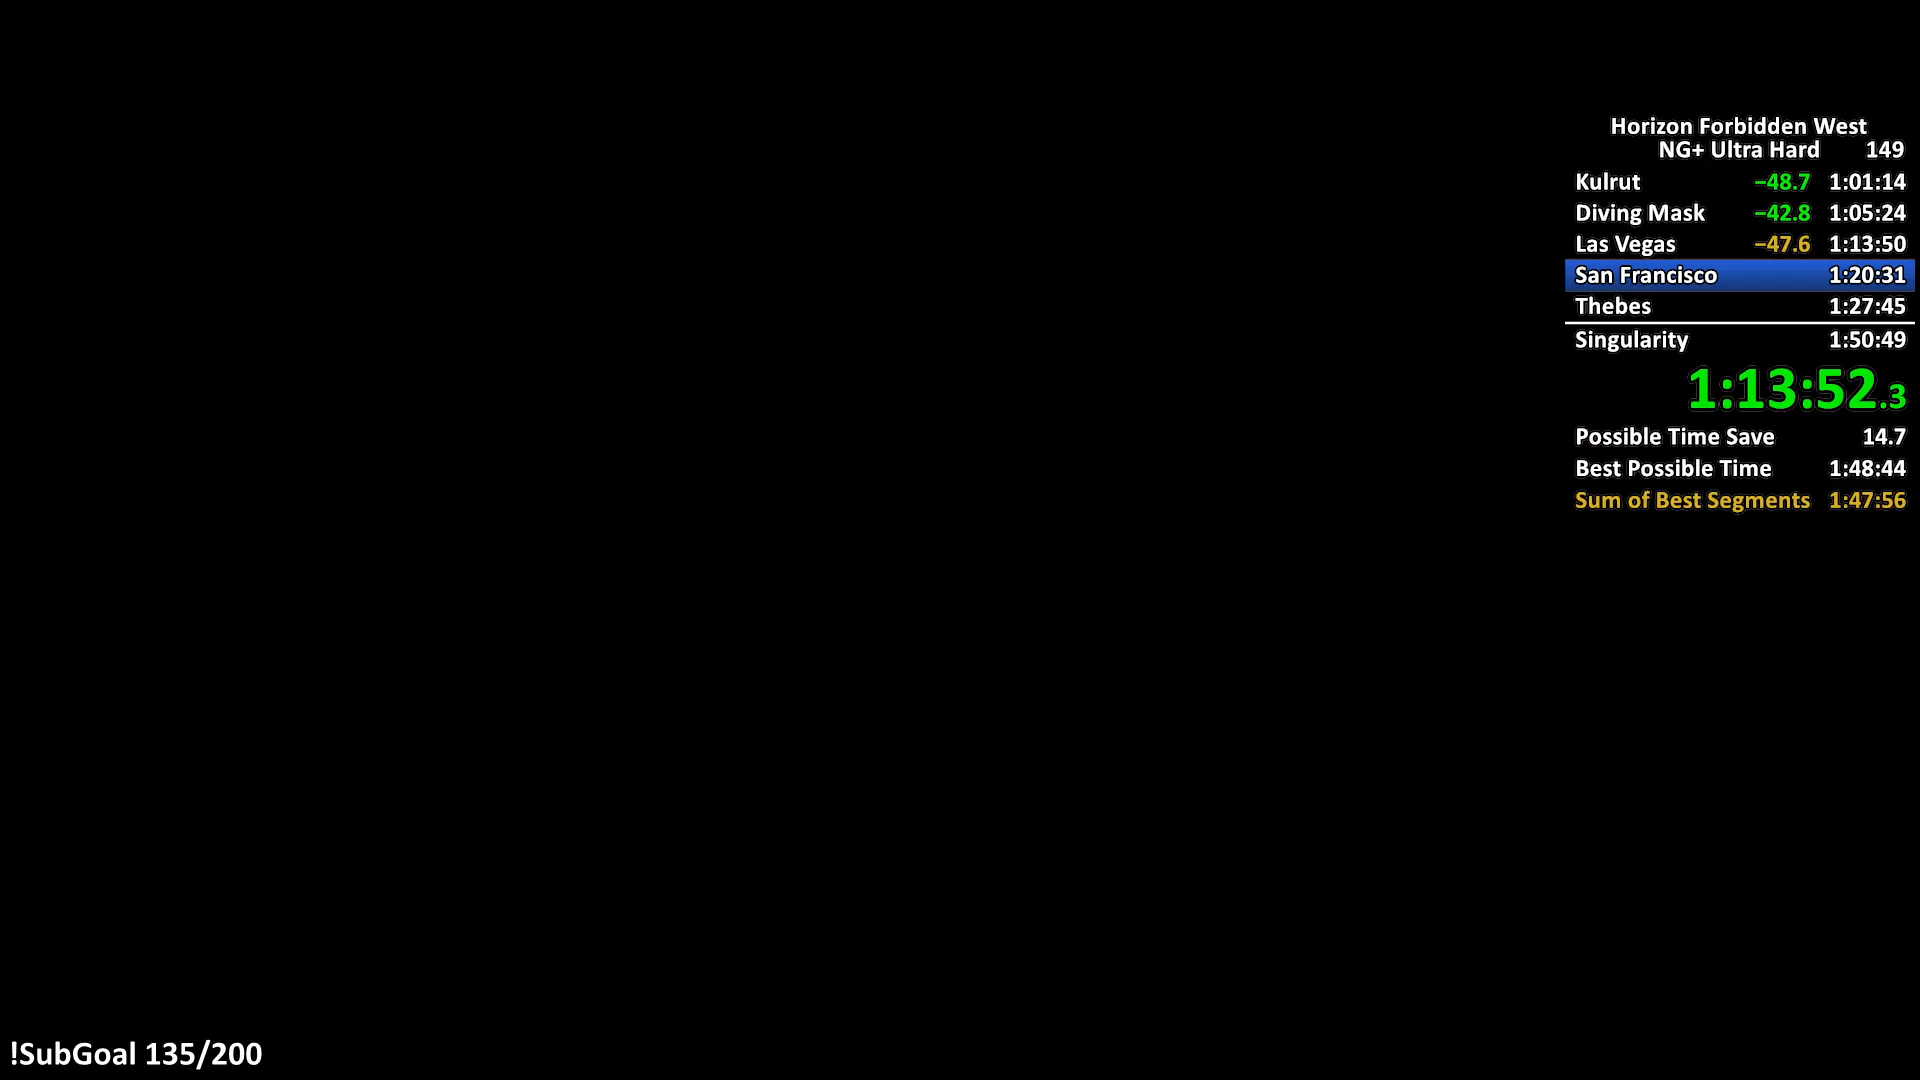 Horizon Forbidden West
NG+ Ultra Hard 149
Kulrut −48.7 1:01:14
Diving Mask −42.8 1:05:24
Las Vegas −47.6 1:13:50
San Francisco 1:20:31
Thebes 1:27:45
Singularity 1:50:49
1:13:52.3
Possible Time Save 14.7
Best Possible Time 1:48:44
Sum of Best Segments 1:47:56
!SubGoal 135/200